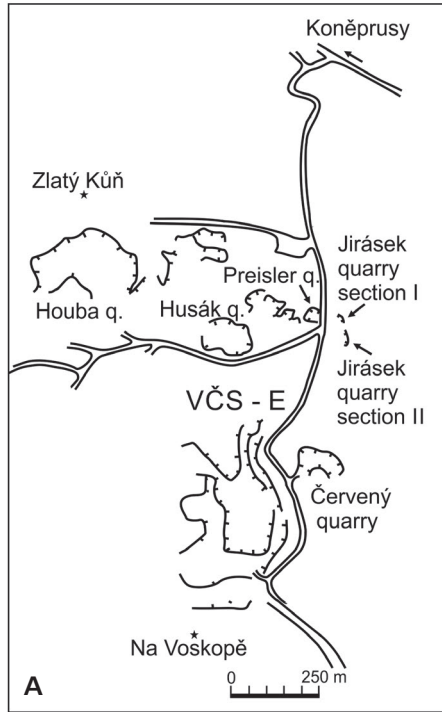 Koněprusy
Zlatý Kůň
Jirásek
quarry
section I
Preisler q.
Houba q.
Husák q.
Jirásek
quarry
section II
VČS - E
Červený
quarry
Na Voskopě
A
0 250 m